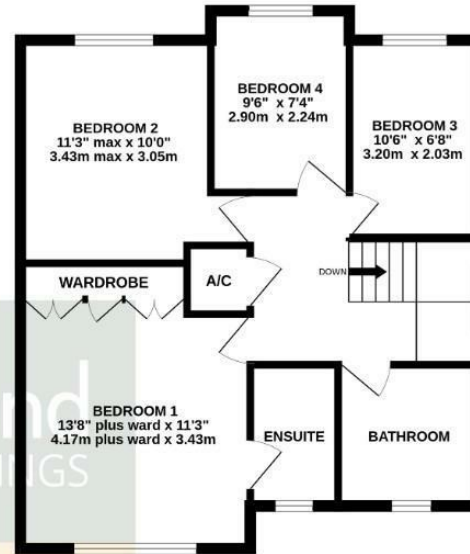 BEDROOM 4
9'6" x 7'4"
2.90m x 2.24m
BEDROOM 2
11'3" max x 10'0"
3.43m max x 3.05m
BEDROOM 3
10'6" x 6'8"
3.20m x 2.03m
WARDROBE
A/C
DOWN
BEDROOM 1
13'8" plus ward x 11'3"
4.17m plus ward x 3.43m
ENSUITE
BATHROOM